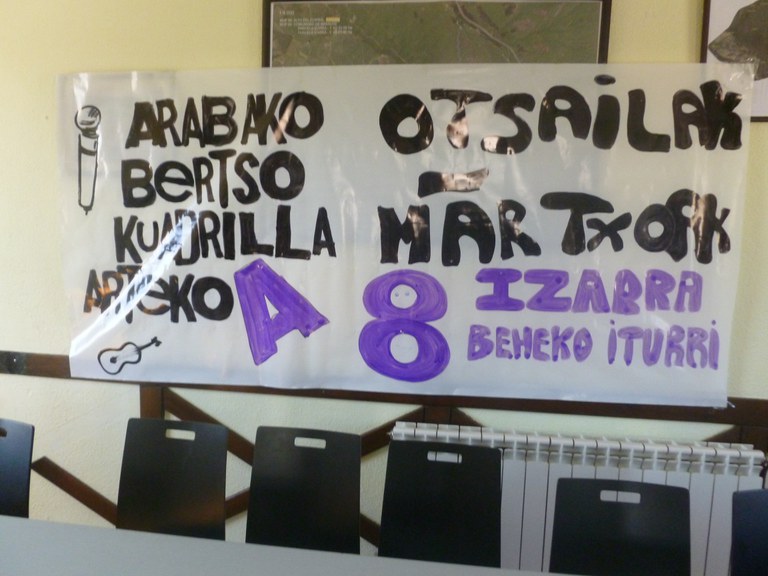 ARABAKO
BeRTSO
KUADRILLA
ARTeKO A
OTSAiLAK
-
MARTXOAK
8 IZARRA
BEHEKO iTURRi